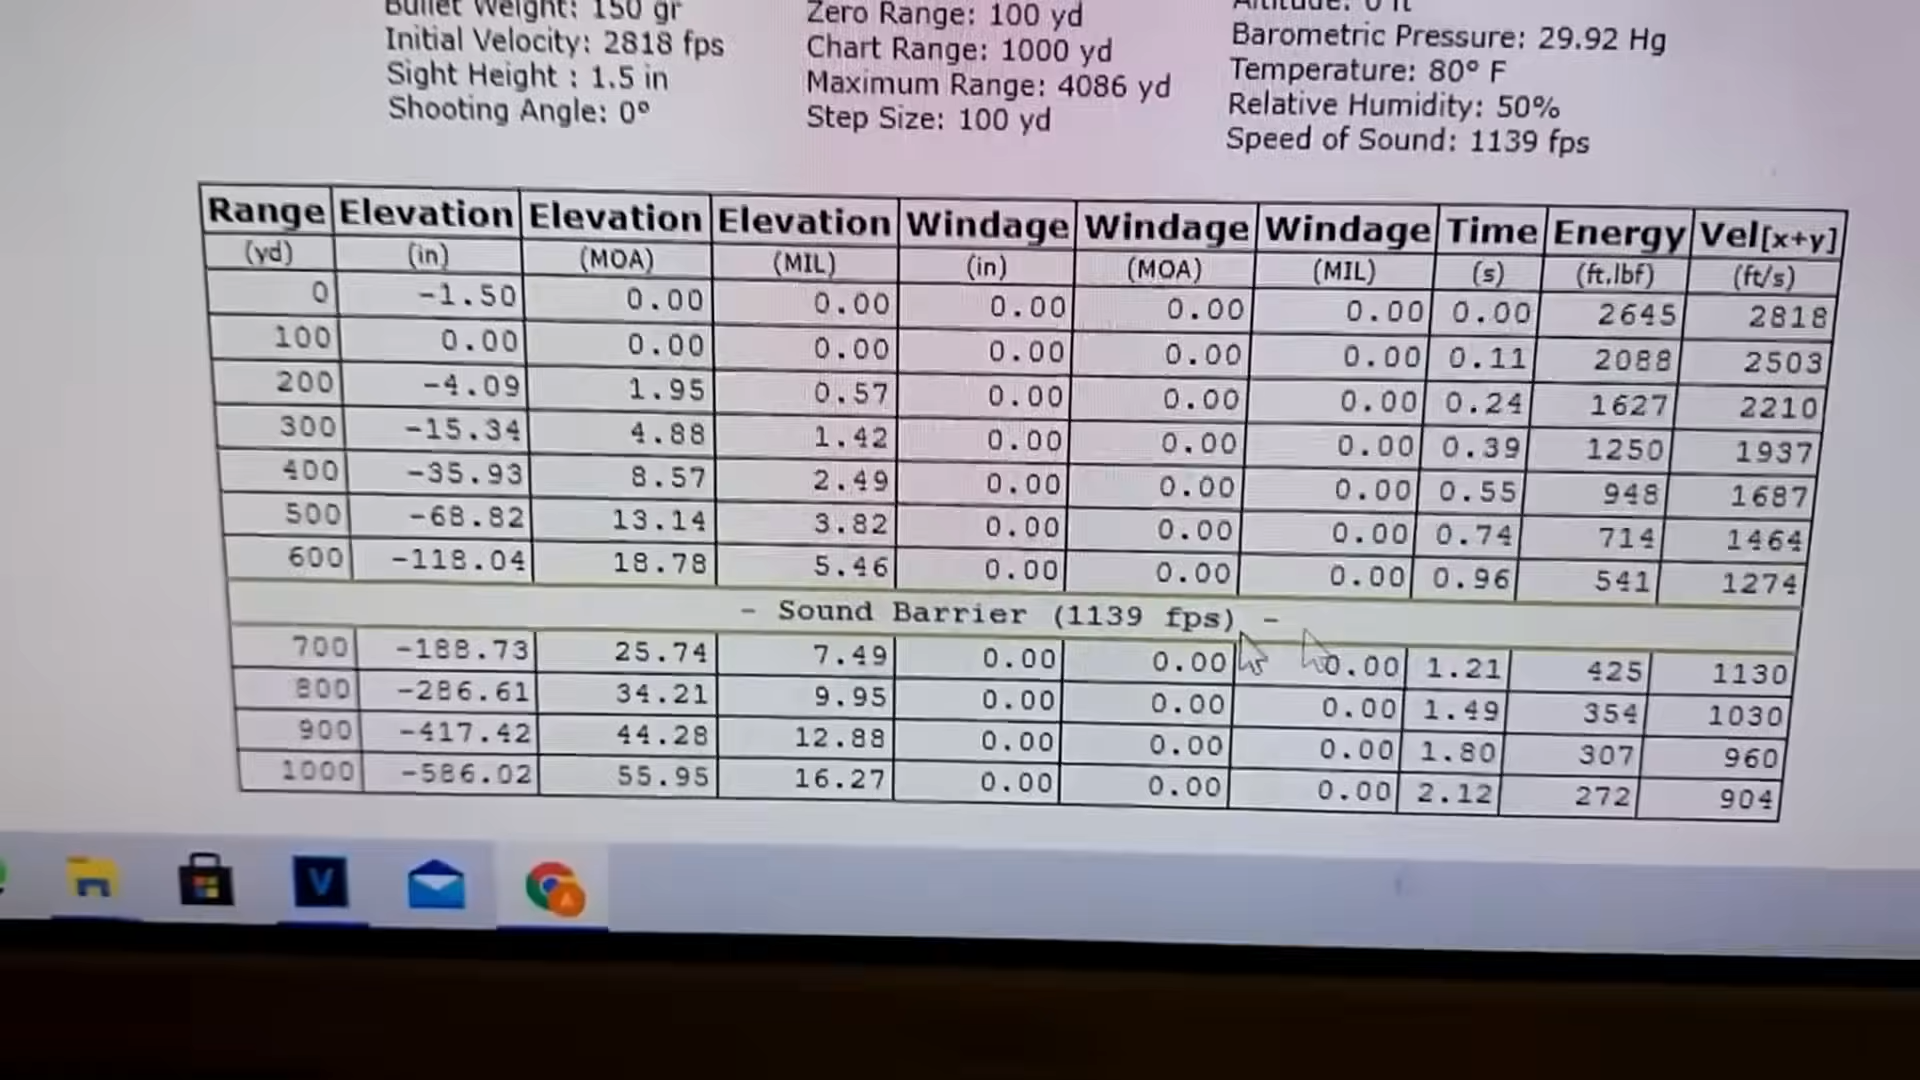 Bullet Weight: 150 gr
Initial Velocity: 2818 fps
Sight Height : 1.5 in
Shooting Angle: 0°
Zero Range: 100 yd
Chart Range: 1000 yd
Maximum Range: 4086 yd
Step Size: 100 yd
Altitude: 0 ft
Barometric Pressure: 29.92 Hg
Temperature: 80° F
Relative Humidity: 50%
Speed of Sound: 1139 fps
Range Elevation Elevation Elevation Windage Windage Windage Time Energy Vel[x+y]
(yd) (in) (MOA) (MIL) (in) (MOA) (MIL) (s) (ft.lbf) (ft/s)
0 -1.50 0.00 0.00 0.00 0.00 0.00 0.00 2645 2818
100 0.00 0.00 0.00 0.00 0.00 0.00 0.11 2088 2503
200 -4.09 1.95 0.57 0.00 0.00 0.00 0.24 1627 2210
300 -15.34 4.88 1.42 0.00 0.00 0.00 0.39 1250 1937
400 -35.93 8.57 2.49 0.00 0.00 0.00 0.55 948 1687
500 -68.82 13.14 3.82 0.00 0.00 0.00 0.74 714 1464
600 -118.04 18.78 5.46 0.00 0.00 0.00 0.96 541 1274
- Sound Barrier (1139 fps) -
700 -188.73 25.74 7.49 0.00 0.00 0.00 1.21 425 1130
800 -286.61 34.21 9.95 0.00 0.00 0.00 1.49 354 1030
900 -417.42 44.28 12.88 0.00 0.00 0.00 1.80 307 960
1000 -586.02 55.95 16.27 0.00 0.00 0.00 2.12 272 904
V